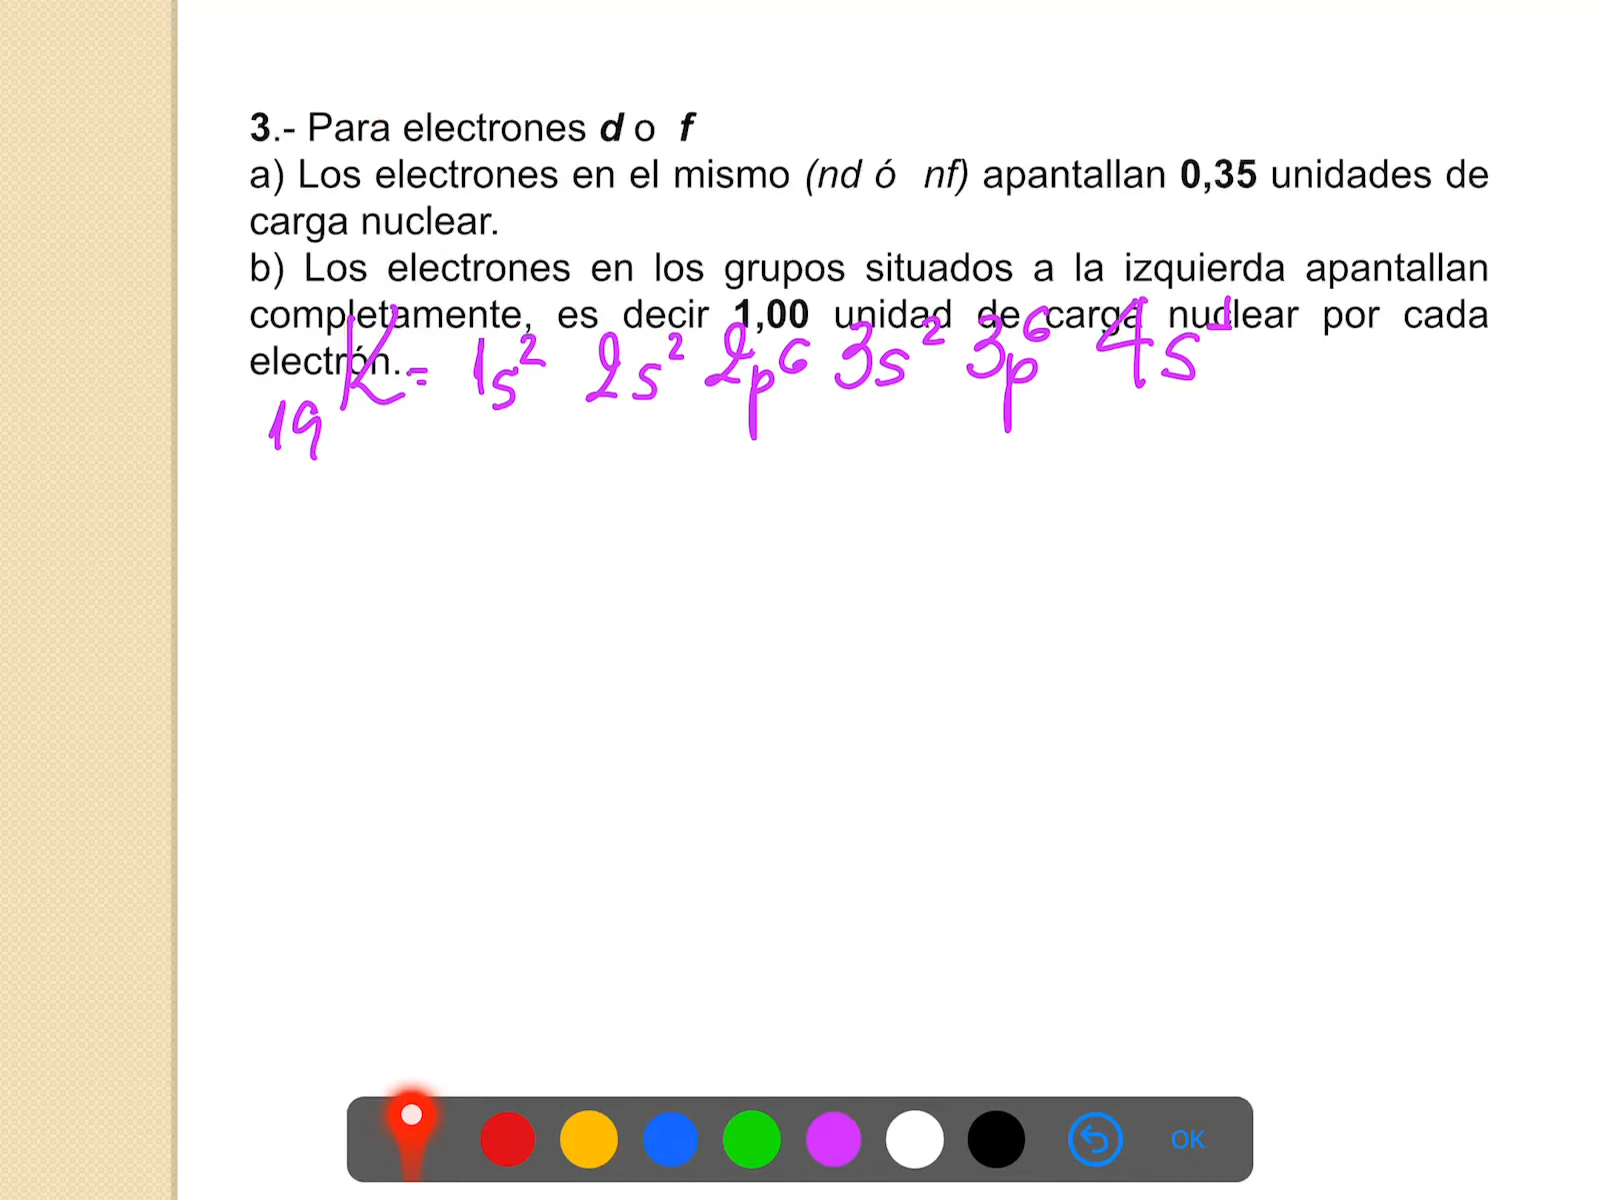 3.- Para electrones d o f
a) Los electrones en el mismo (nd ó nf) apantallan 0,35 unidades de
carga nuclear.
b) Los electrones en los grupos situados a la izquierda apantallan
completamente, es decir 1,00 unidad de carga nuclear por cada
electrón.
₁₉K = 1s² 2s² 2p⁶ 3s² 3p⁶ 4s¹
OK